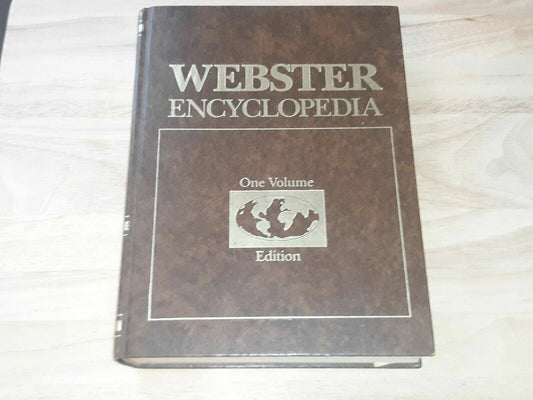 WEBSTER
ENCYCLOPEDIA
One Volume
Edition